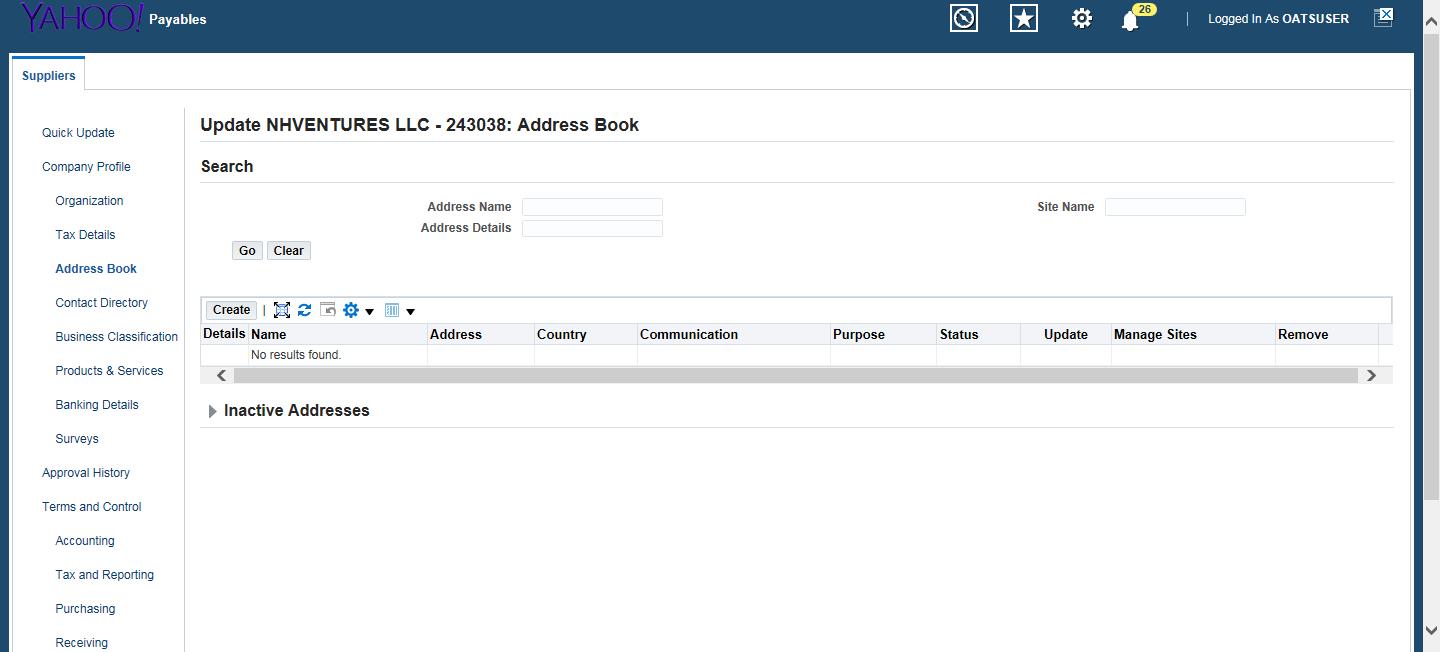 YAHOO! Payables 26 Logged In As OATSUSER
Suppliers
Quick Update
Company Profile
Organization
Tax Details
Address Book
Contact Directory
Business Classification
Products & Services
Banking Details
Surveys
Approval History
Terms and Control
Accounting
Tax and Reporting
Purchasing
Receiving
Update NHVENTURES LLC - 243038: Address Book
Search
Address Name Site Name
Address Details
Go Clear
Create |
Details Name Address Country Communication Purpose Status Update Manage Sites Remove
No results found.
Inactive Addresses